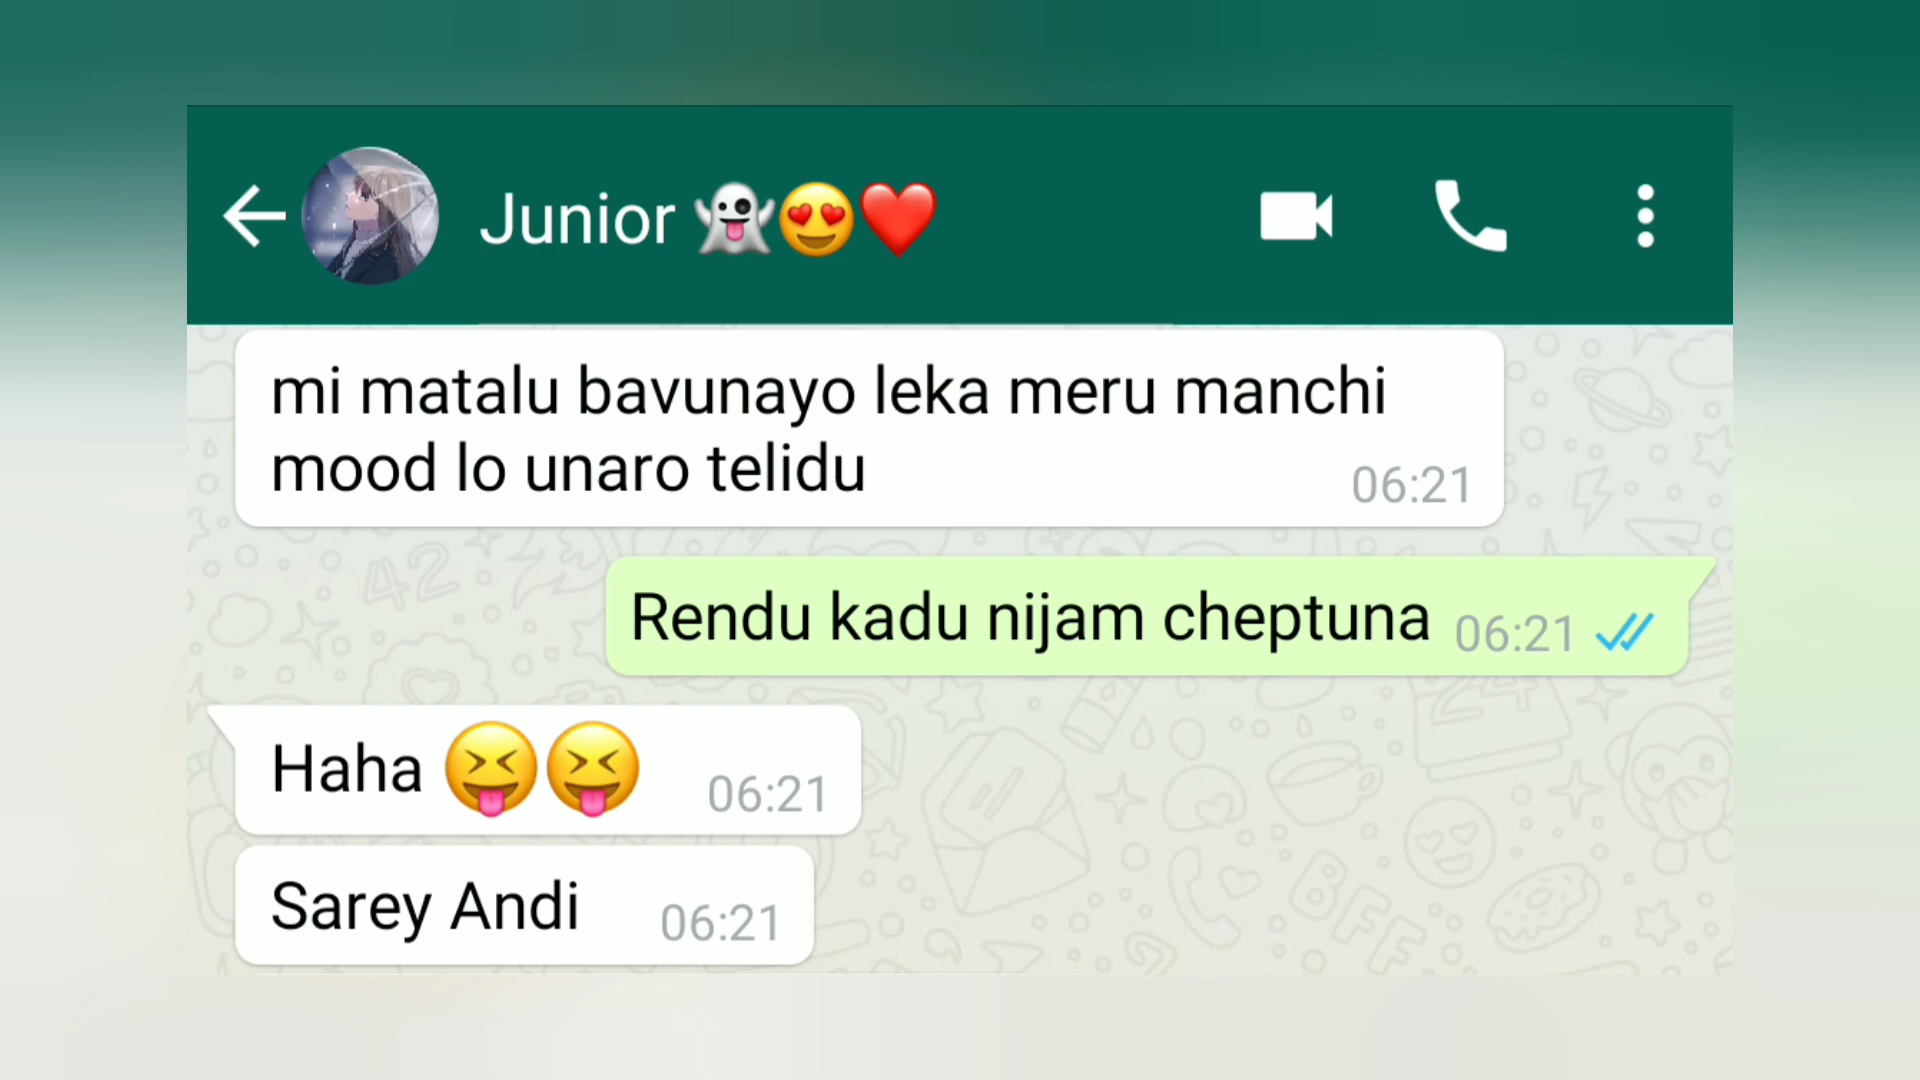 Junior 👻😍❤️
mi matalu bavunayo leka meru manchi
mood lo unaro telidu
06:21
Rendu kadu nijam cheptuna 06:21
Haha 😝😝 06:21
Sarey Andi 06:21